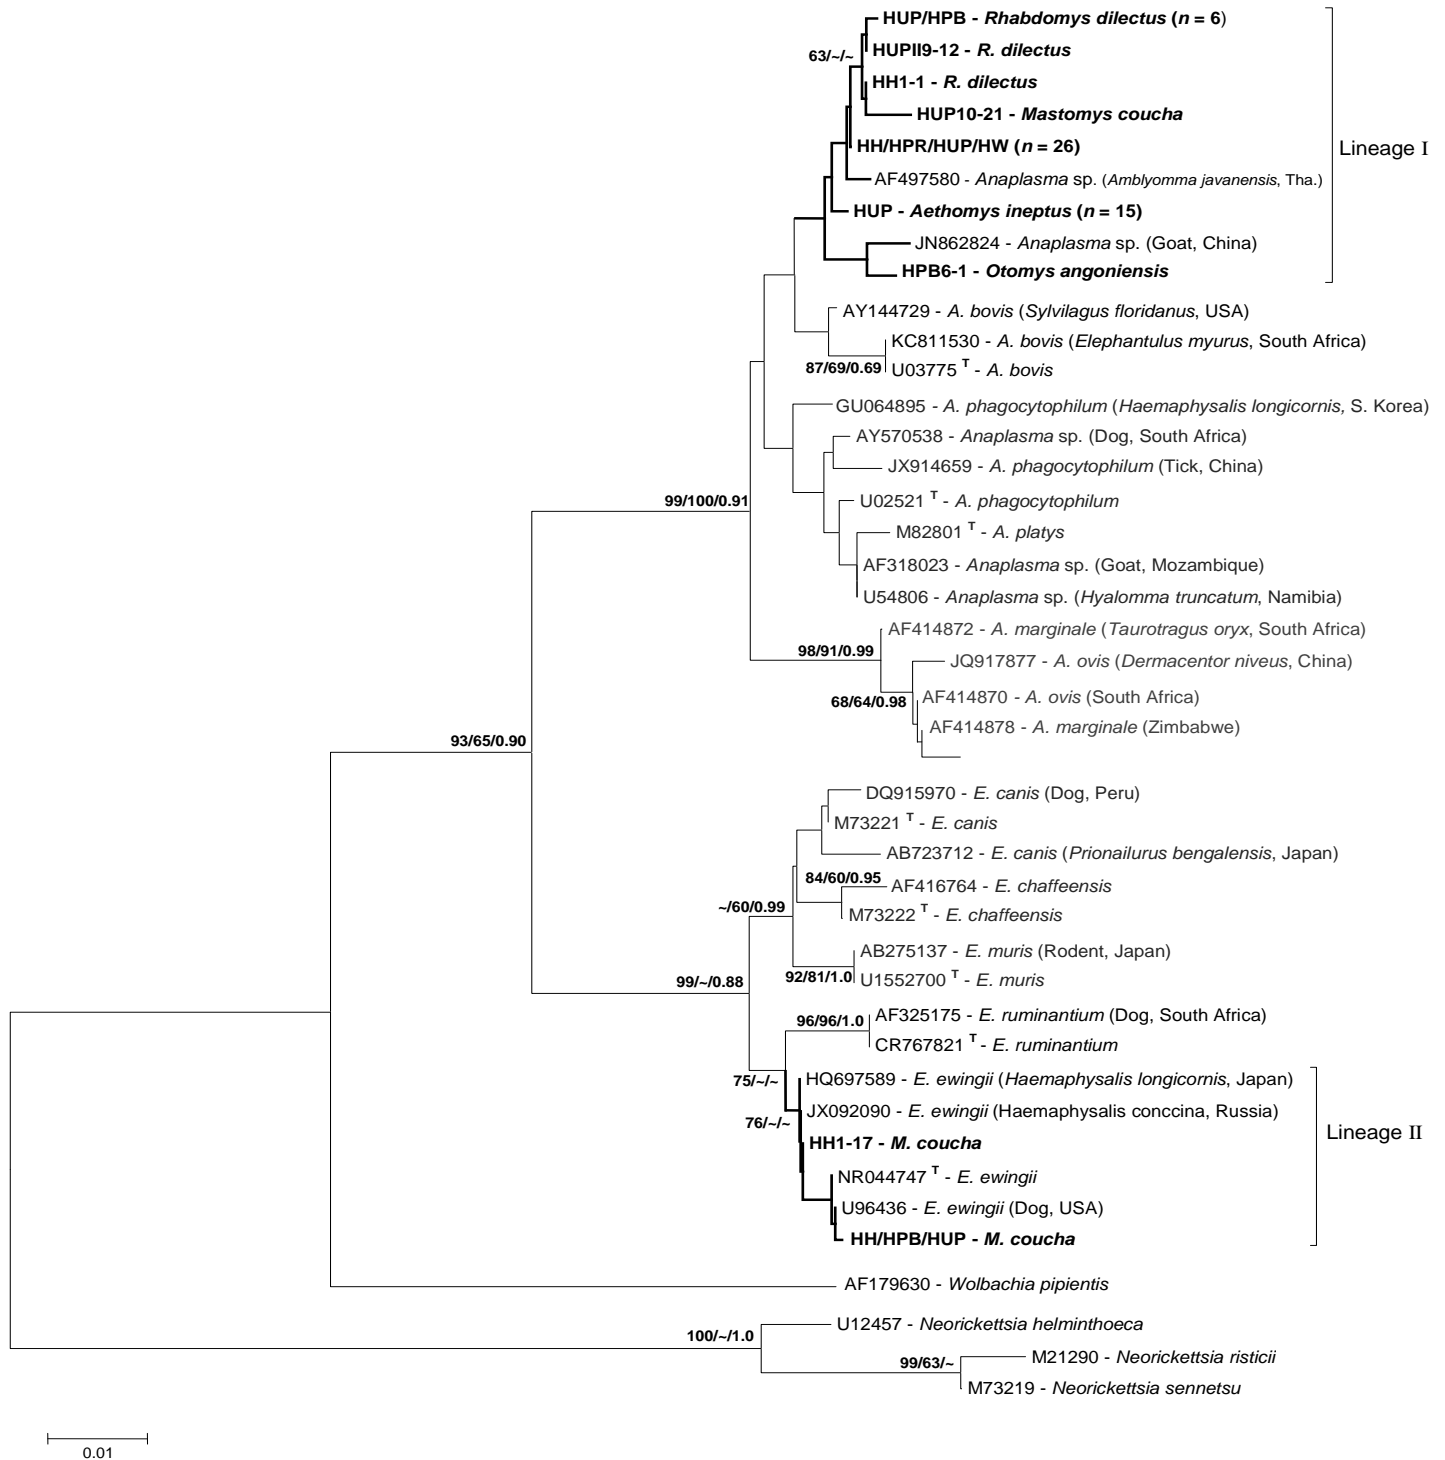 HUP/HPB - Rhabdomys dilectus (n = 6)
63/~/~
HUPII9-12 - R. dilectus
HH1-1 - R. dilectus
HUP10-21 - Mastomys coucha
HH/HPR/HUP/HW (n = 26)
Lineage I
AF497580 - Anaplasma sp. (Amblyomma javanensis, Tha.)
HUP - Aethomys ineptus (n = 15)
JN862824 - Anaplasma sp. (Goat, China)
HPB6-1 - Otomys angoniensis
AY144729 - A. bovis (Sylvilagus floridanus, USA)
KC811530 - A. bovis (Elephantulus myurus, South Africa)
87/69/0.69
U03775 T - A. bovis
GU064895 - A. phagocytophilum (Haemaphysalis longicornis, S. Korea)
AY570538 - Anaplasma sp. (Dog, South Africa)
JX914659 - A. phagocytophilum (Tick, China)
99/100/0.91
U02521 T - A. phagocytophilum
M82801 T - A. platys
AF318023 - Anaplasma sp. (Goat, Mozambique)
U54806 - Anaplasma sp. (Hyalomma truncatum, Namibia)
AF414872 - A. marginale (Taurotragus oryx, South Africa)
98/91/0.99
JQ917877 - A. ovis (Dermacentor niveus, China)
68/64/0.98
AF414870 - A. ovis (South Africa)
AF414878 - A. marginale (Zimbabwe)
93/65/0.90
DQ915970 - E. canis (Dog, Peru)
M73221 T - E. canis
AB723712 - E. canis (Prionailurus bengalensis, Japan)
84/60/0.95
AF416764 - E. chaffeensis
~/60/0.99
M73222 T - E. chaffeensis
AB275137 - E. muris (Rodent, Japan)
99/~/0.88
92/81/1.0
U1552700 T - E. muris
AF325175 - E. ruminantium (Dog, South Africa)
96/96/1.0
CR767821 T - E. ruminantium
75/~/~
HQ697589 - E. ewingii (Haemaphysalis longicornis, Japan)
JX092090 - E. ewingii (Haemaphysalis conccina, Russia)
76/~/~
HH1-17 - M. coucha
Lineage II
NR044747 T - E. ewingii
U96436 - E. ewingii (Dog, USA)
HH/HPB/HUP - M. coucha
AF179630 - Wolbachia pipientis
U12457 - Neorickettsia helminthoeca
100/~/1.0
M21290 - Neorickettsia risticii
99/63/~
M73219 - Neorickettsia sennetsu
0.01